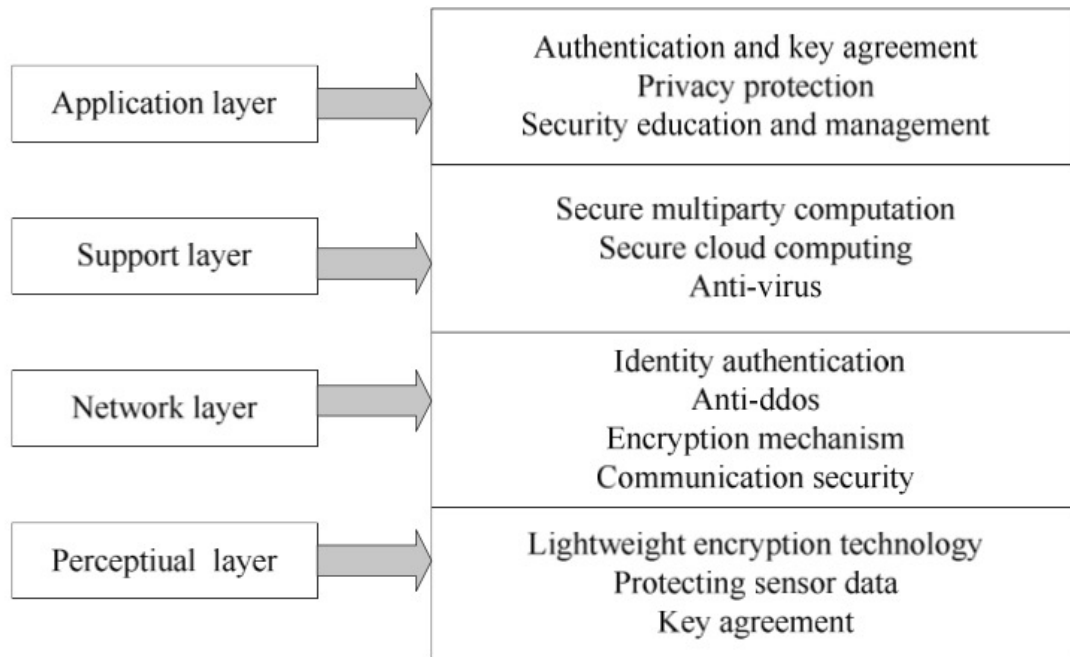 Application layer
Authentication and key agreement
Privacy protection
Security education and management
Support layer
Secure multiparty computation
Secure cloud computing
Anti-virus
Network layer
Identity authentication
Anti-ddos
Encryption mechanism
Communication security
Perceptiual layer
Lightweight encryption technology
Protecting sensor data
Key agreement